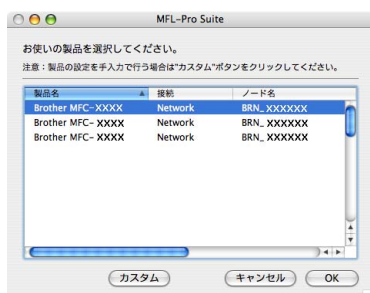 MFL-Pro Suite
お使いの製品を選択してください。
注意：製品の設定を手入力で行う場合は"カスタム"ボタンをクリックしてください。
製品名 接続 ノード名
Brother MFC-XXXX Network BRN_XXXXXX
Brother MFC- XXXX Network BRN_ XXXXXX
Brother MFC- XXXX Network BRN_ XXXXXX
カスタム キャンセル OK